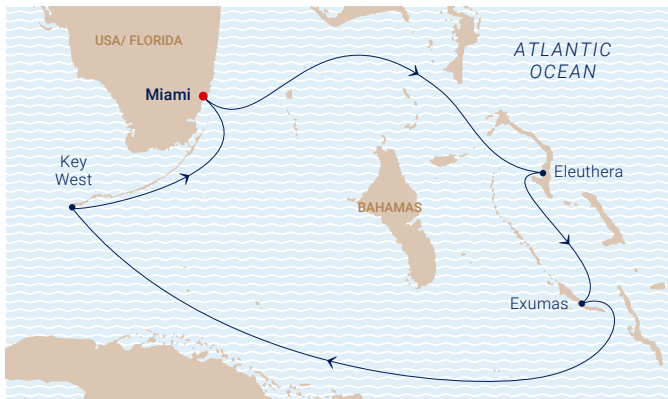 USA/ FLORIDA
ATLANTIC
OCEAN
Miami
Key
West
Eleuthera
BAHAMAS
Exumas